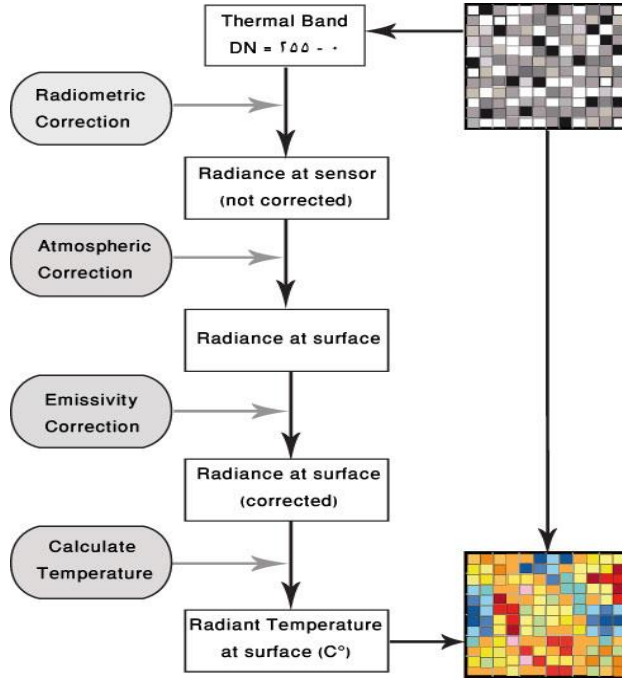 Thermal Band
DN = ۲۵۵ - ۰
Radiometric
Correction
Radiance at sensor
(not corrected)
Atmospheric
Correction
Radiance at surface
Emissivity
Correction
Radiance at surface
(corrected)
Calculate
Temperature
Radiant Temperature
at surface (C°)